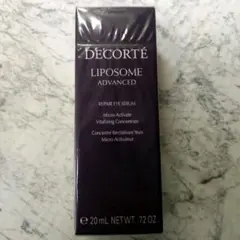 DECORTÉ
LIPOSOME
ADVANCED
REPAIR EYE SERUM
Micro-Activate
Vitalizing Concentrate
Concentré Revitalisant Yeux
Micro-Activateur
℮ 20 mL NET WT. .72 OZ.